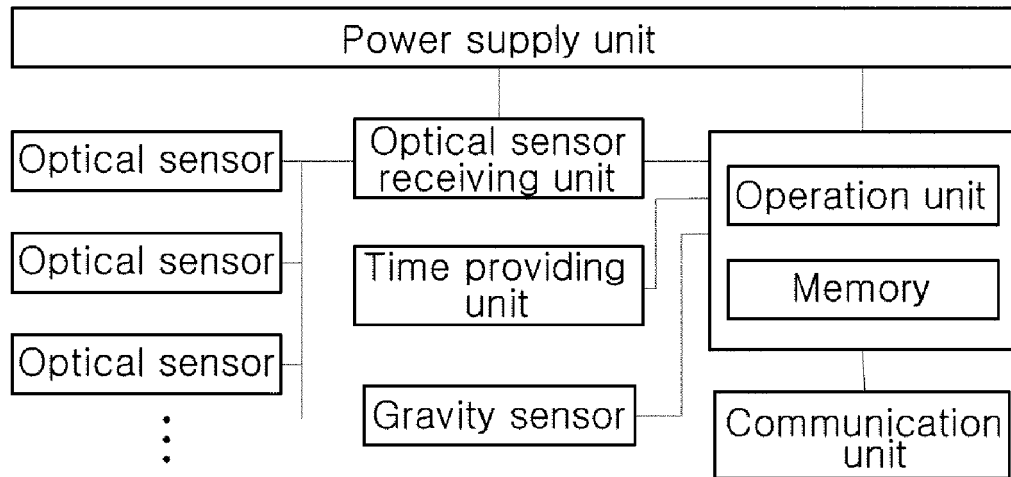 Power supply unit
Optical sensor
Optical sensor
receiving unit
Operation unit
Optical sensor
Time providing
unit
Memory
Optical sensor
Gravity sensor
Communication
unit